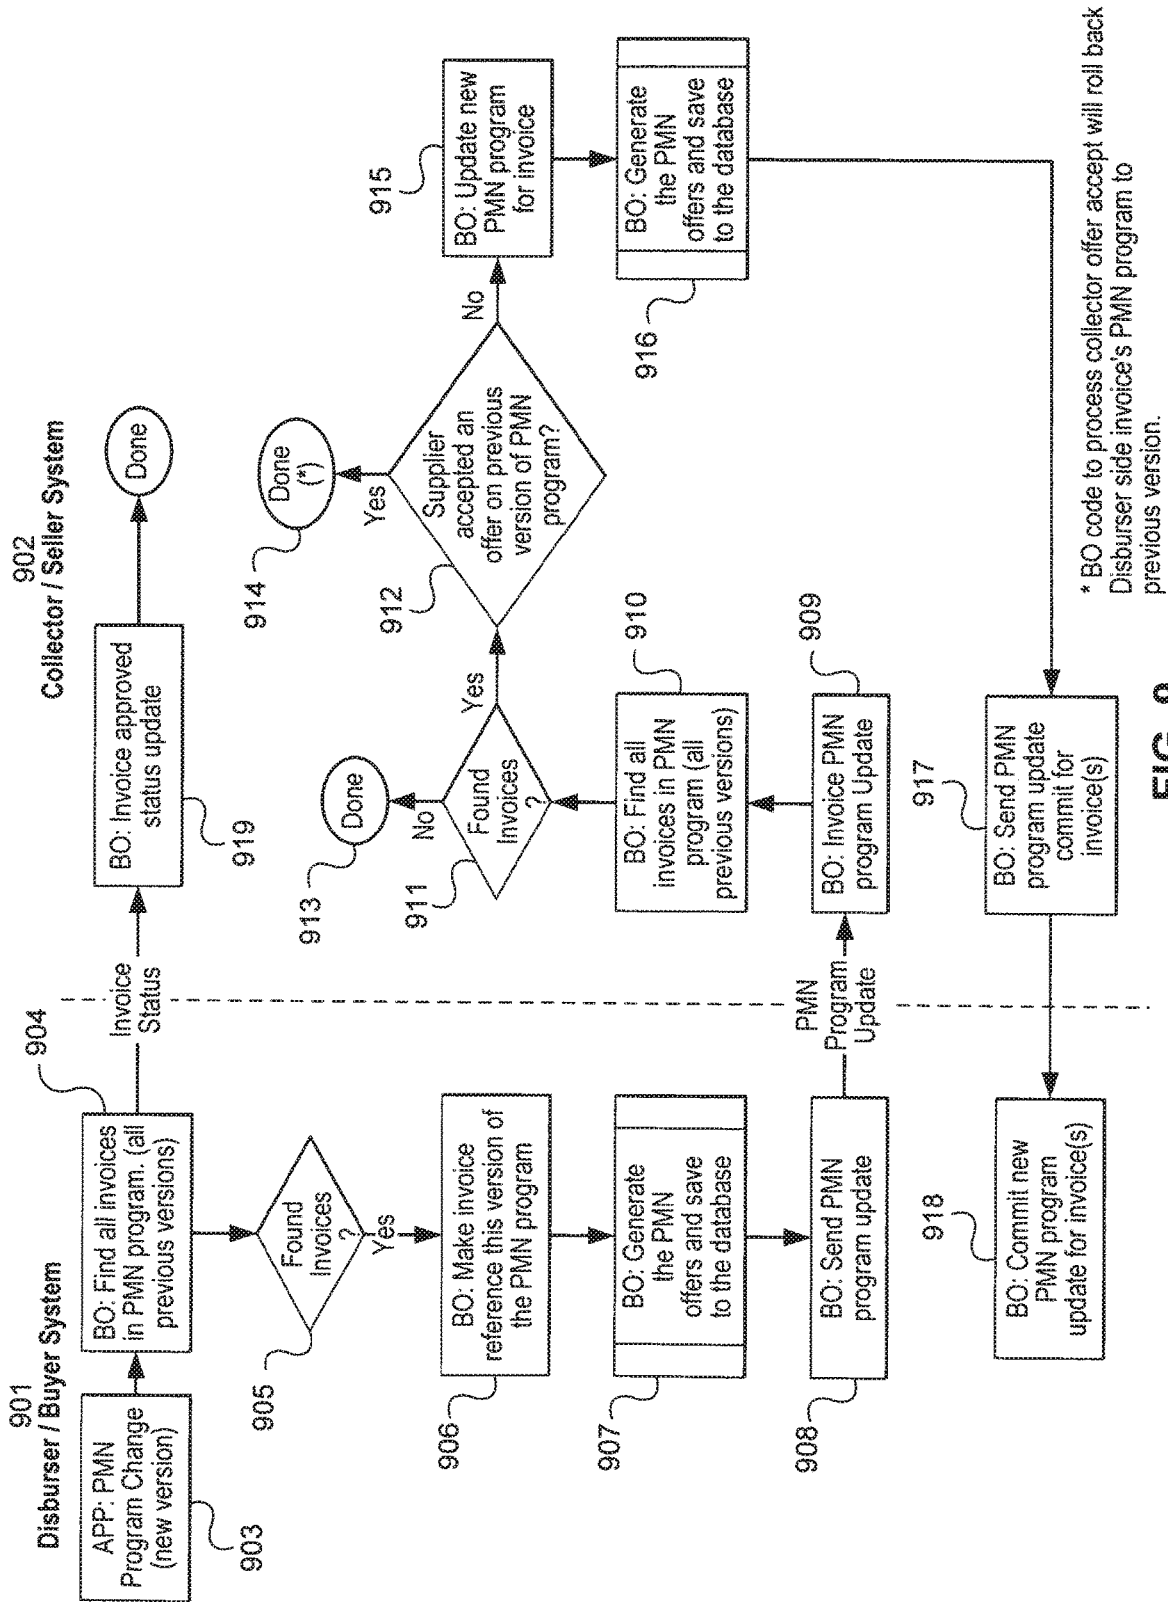 901
Disburser / Buyer System
902
Collector / Seller System
APP: PMN
Program Change
(new version)
903
BO: Find all invoices
in PMN program. (all
previous versions)
904
Invoice
Status
BO: Invoice approved
status update
919
Done
Found
Invoices
?
905
Yes
BO: Make invoice
reference this version of
the PMN program
906
BO: Generate
the PMN
offers and save
to the database
907
BO: Send PMN
program update
908
PMN
Program
Update
BO: Invoice PMN
program Update
909
BO: Find all
invoices in PMN
program (all
previous versions)
910
Found
Invoices
?
911
No
Done
913
Yes
Supplier
accepted an
offer on previous
version of PMN
program?
912
Yes
Done
(*)
914
No
BO: Update new
PMN program
for invoice
915
BO: Generate
the PMN
offers and save
to the database
916
BO: Send PMN
program update
commit for
invoice(s)
917
BO: Commit new
PMN program
update for invoice(s)
918
* BO code to process collector offer accept will roll back
Disburser side invoice's PMN program to
previous version.